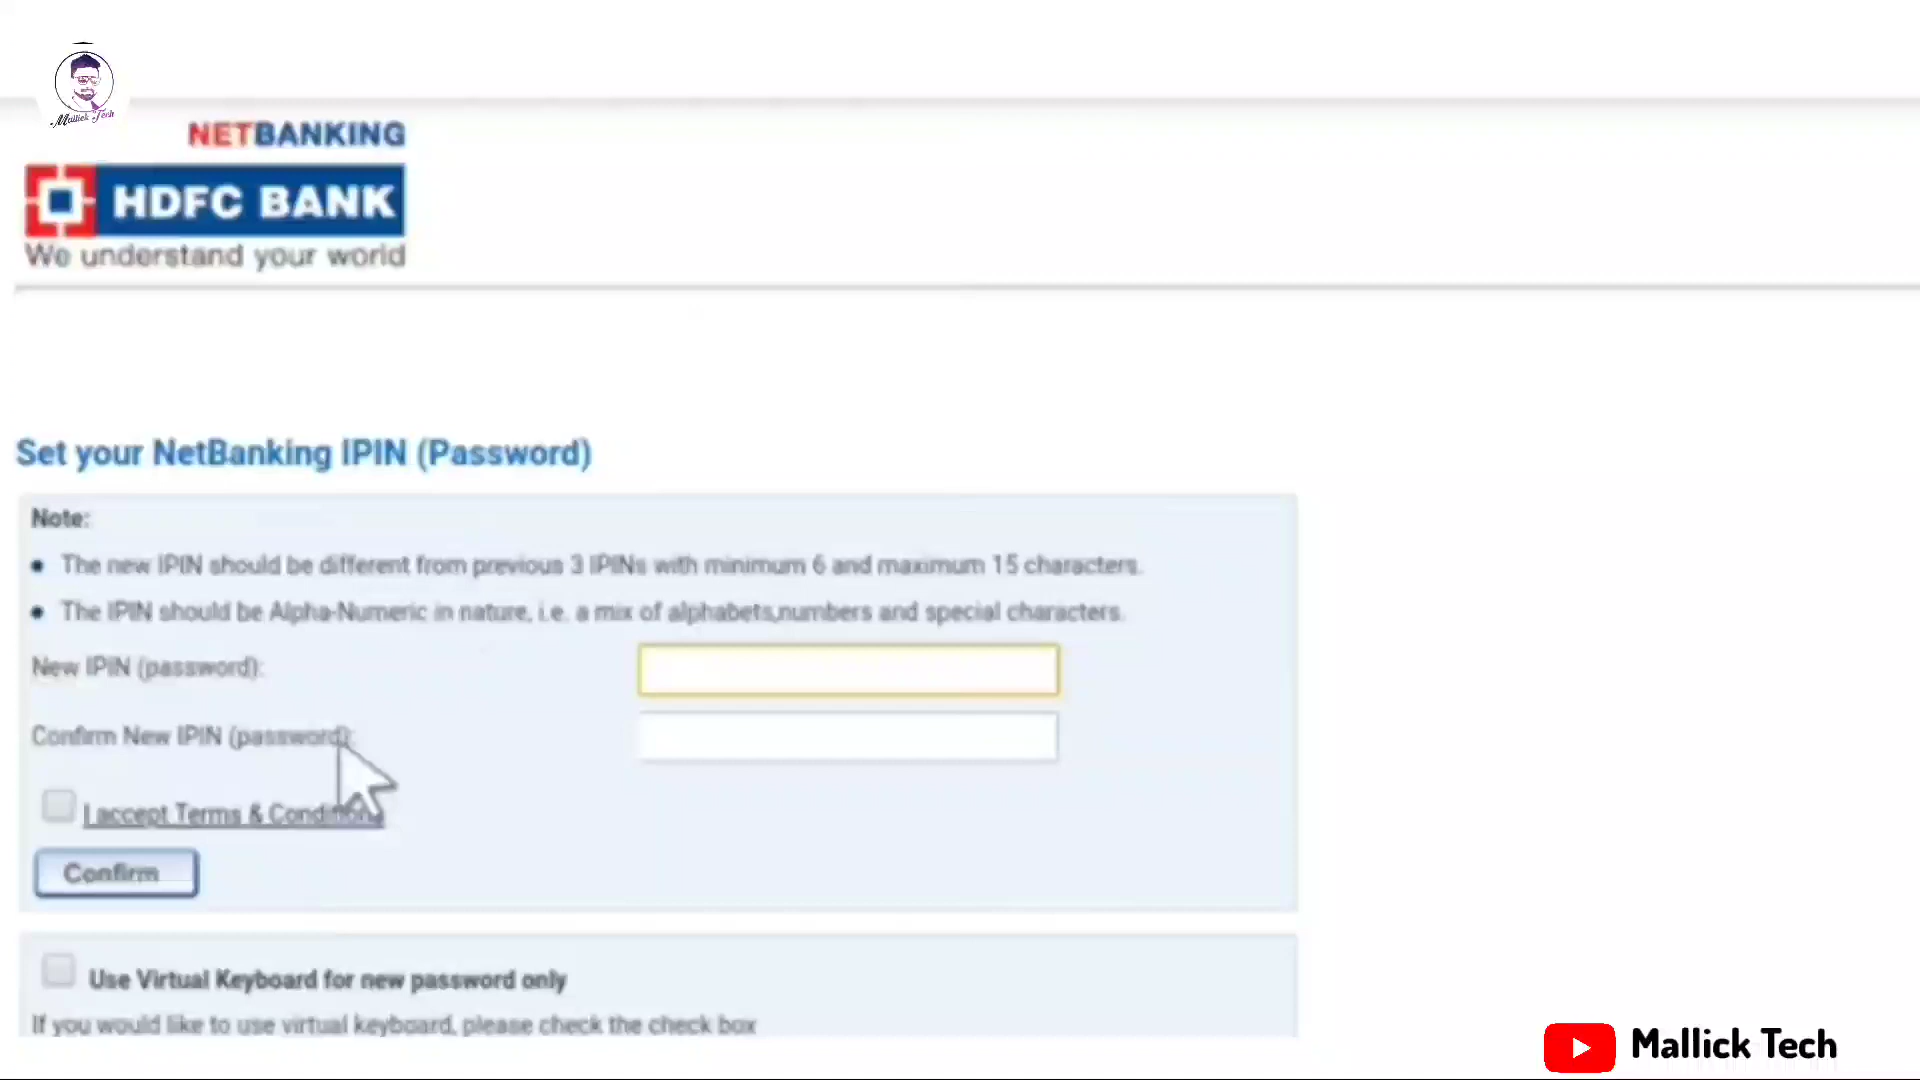 Mallick Tech
NETBANKING
HDFC BANK
We understand your world
Set your NetBanking IPIN (Password)
Note:
The new IPIN should be different from previous 3 IPINs with minimum 6 and maximum 15 characters.
The IPIN should be Alpha-Numeric in nature, i.e. a mix of alphabets,numbers and special characters.
New IPIN (password):
Confirm New IPIN (password):
I accept Terms & Conditions
Confirm
Use Virtual Keyboard for new password only
If you would like to use virtual keyboard, please check the check box
Mallick Tech